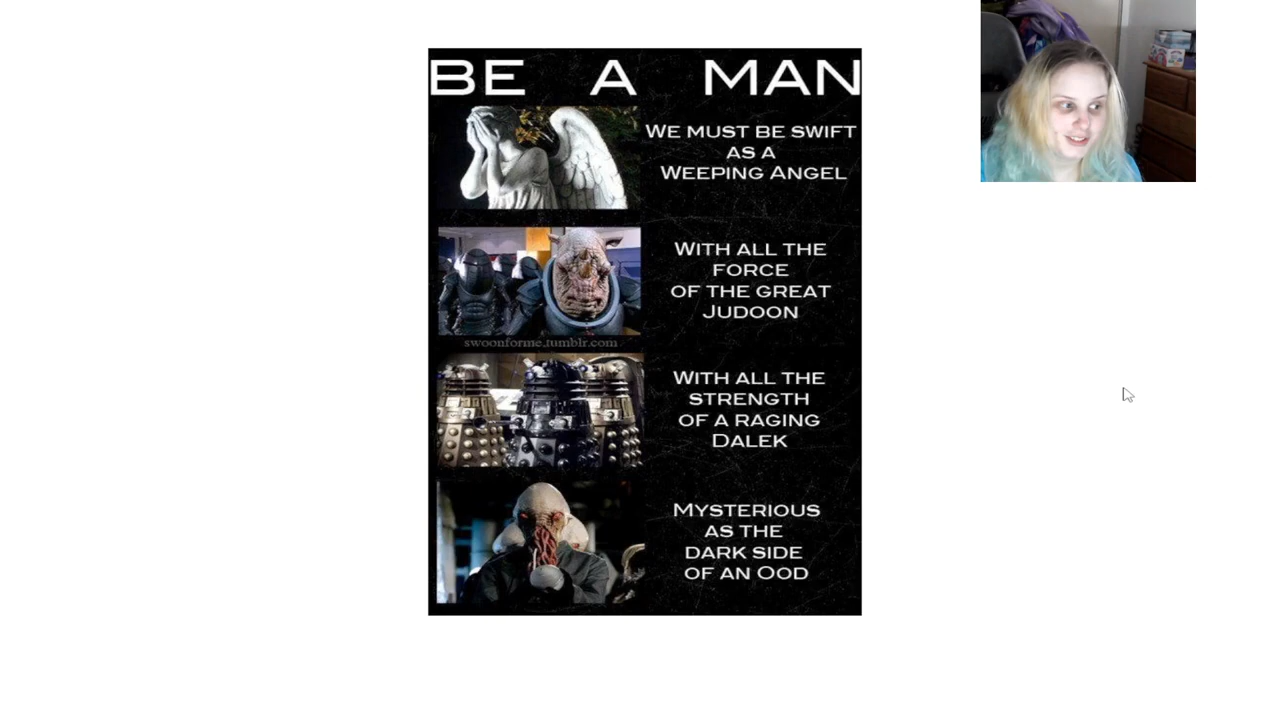 BE A MAN
WE MUST BE SWIFT
AS A
WEEPING ANGEL
WITH ALL THE
FORCE
OF THE GREAT
JUDOON
swoonforme.tumblr.com
WITH ALL THE
STRENGTH
OF A RAGING
DALEK
MYSTERIOUS
AS THE
DARK SIDE
OF AN OOD